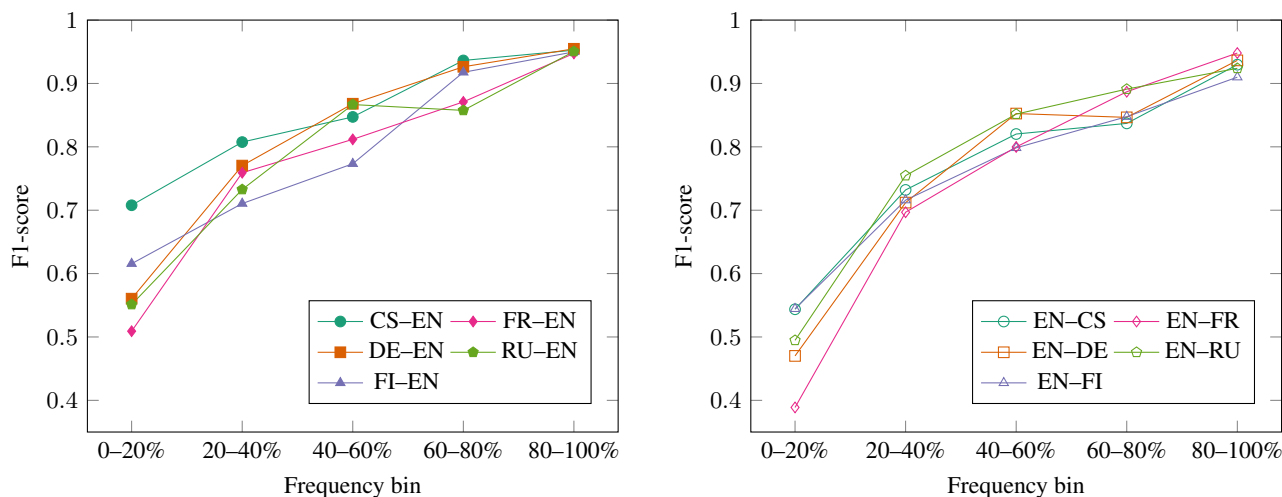 1
0.9
0.8
0.7
0.6
0.5
0.4
F1-score
CS–EN FR–EN
DE–EN RU–EN
FI–EN
0–20% 20–40% 40–60% 60–80% 80–100%
Frequency bin
1
0.9
0.8
0.7
0.6
0.5
0.4
F1-score
EN–CS EN–FR
EN–DE EN–RU
EN–FI
0–20% 20–40% 40–60% 60–80% 80–100%
Frequency bin